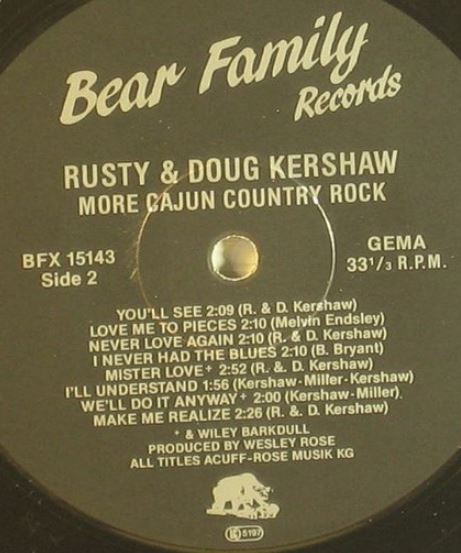 Bear Family
Records
RUSTY & DOUG KERSHAW
MORE CAJUN COUNTRY ROCK
BFX 15143
Side 2
GEMA
33 1/3 R.P.M.
YOU'LL SEE 2:09 (R. & D. Kershaw)
LOVE ME TO PIECES 2:10 (Melvin Endsley)
NEVER LOVE AGAIN 2:10 (R. & D. Kershaw)
I NEVER HAD THE BLUES 2:10 (B. Bryant)
MISTER LOVE+ 2:52 (R. & D. Kershaw)
I'LL UNDERSTAND 1:56 (Kershaw-Miller-Kershaw)
WE'LL DO IT ANYWAY+ 2:00 (Kershaw-Miller)
MAKE ME REALIZE 2:26 (R. & D. Kershaw)
+ & WILEY BARKDULL
PRODUCED BY WESLEY ROSE
ALL TITLES ACUFF-ROSE MUSIK KG
5197